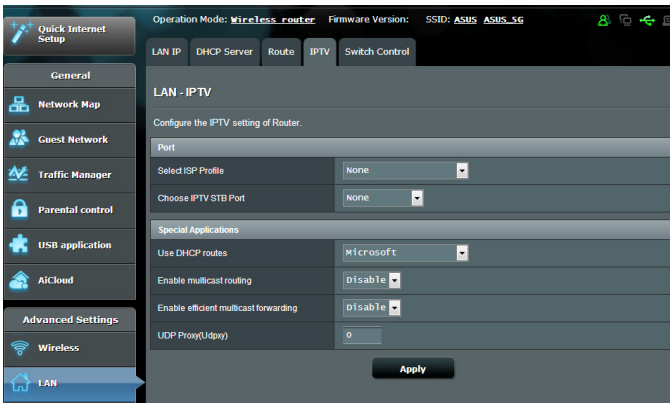 Operation Mode: Wireless router Firmware Version: SSID: ASUS ASUS_5G
Quick Internet
Setup
LAN IP DHCP Server Route IPTV Switch Control
General
Network Map
Guest Network
Traffic Manager
Parental control
USB application
AiCloud
Advanced Settings
Wireless
LAN
LAN - IPTV
Configure the IPTV setting of Router.
Port
Select ISP Profile None
Choose IPTV STB Port None
Special Applications
Use DHCP routes Microsoft
Enable multicast routing Disable
Enable efficient multicast forwarding Disable
UDP Proxy(Udpxy) 0
Apply